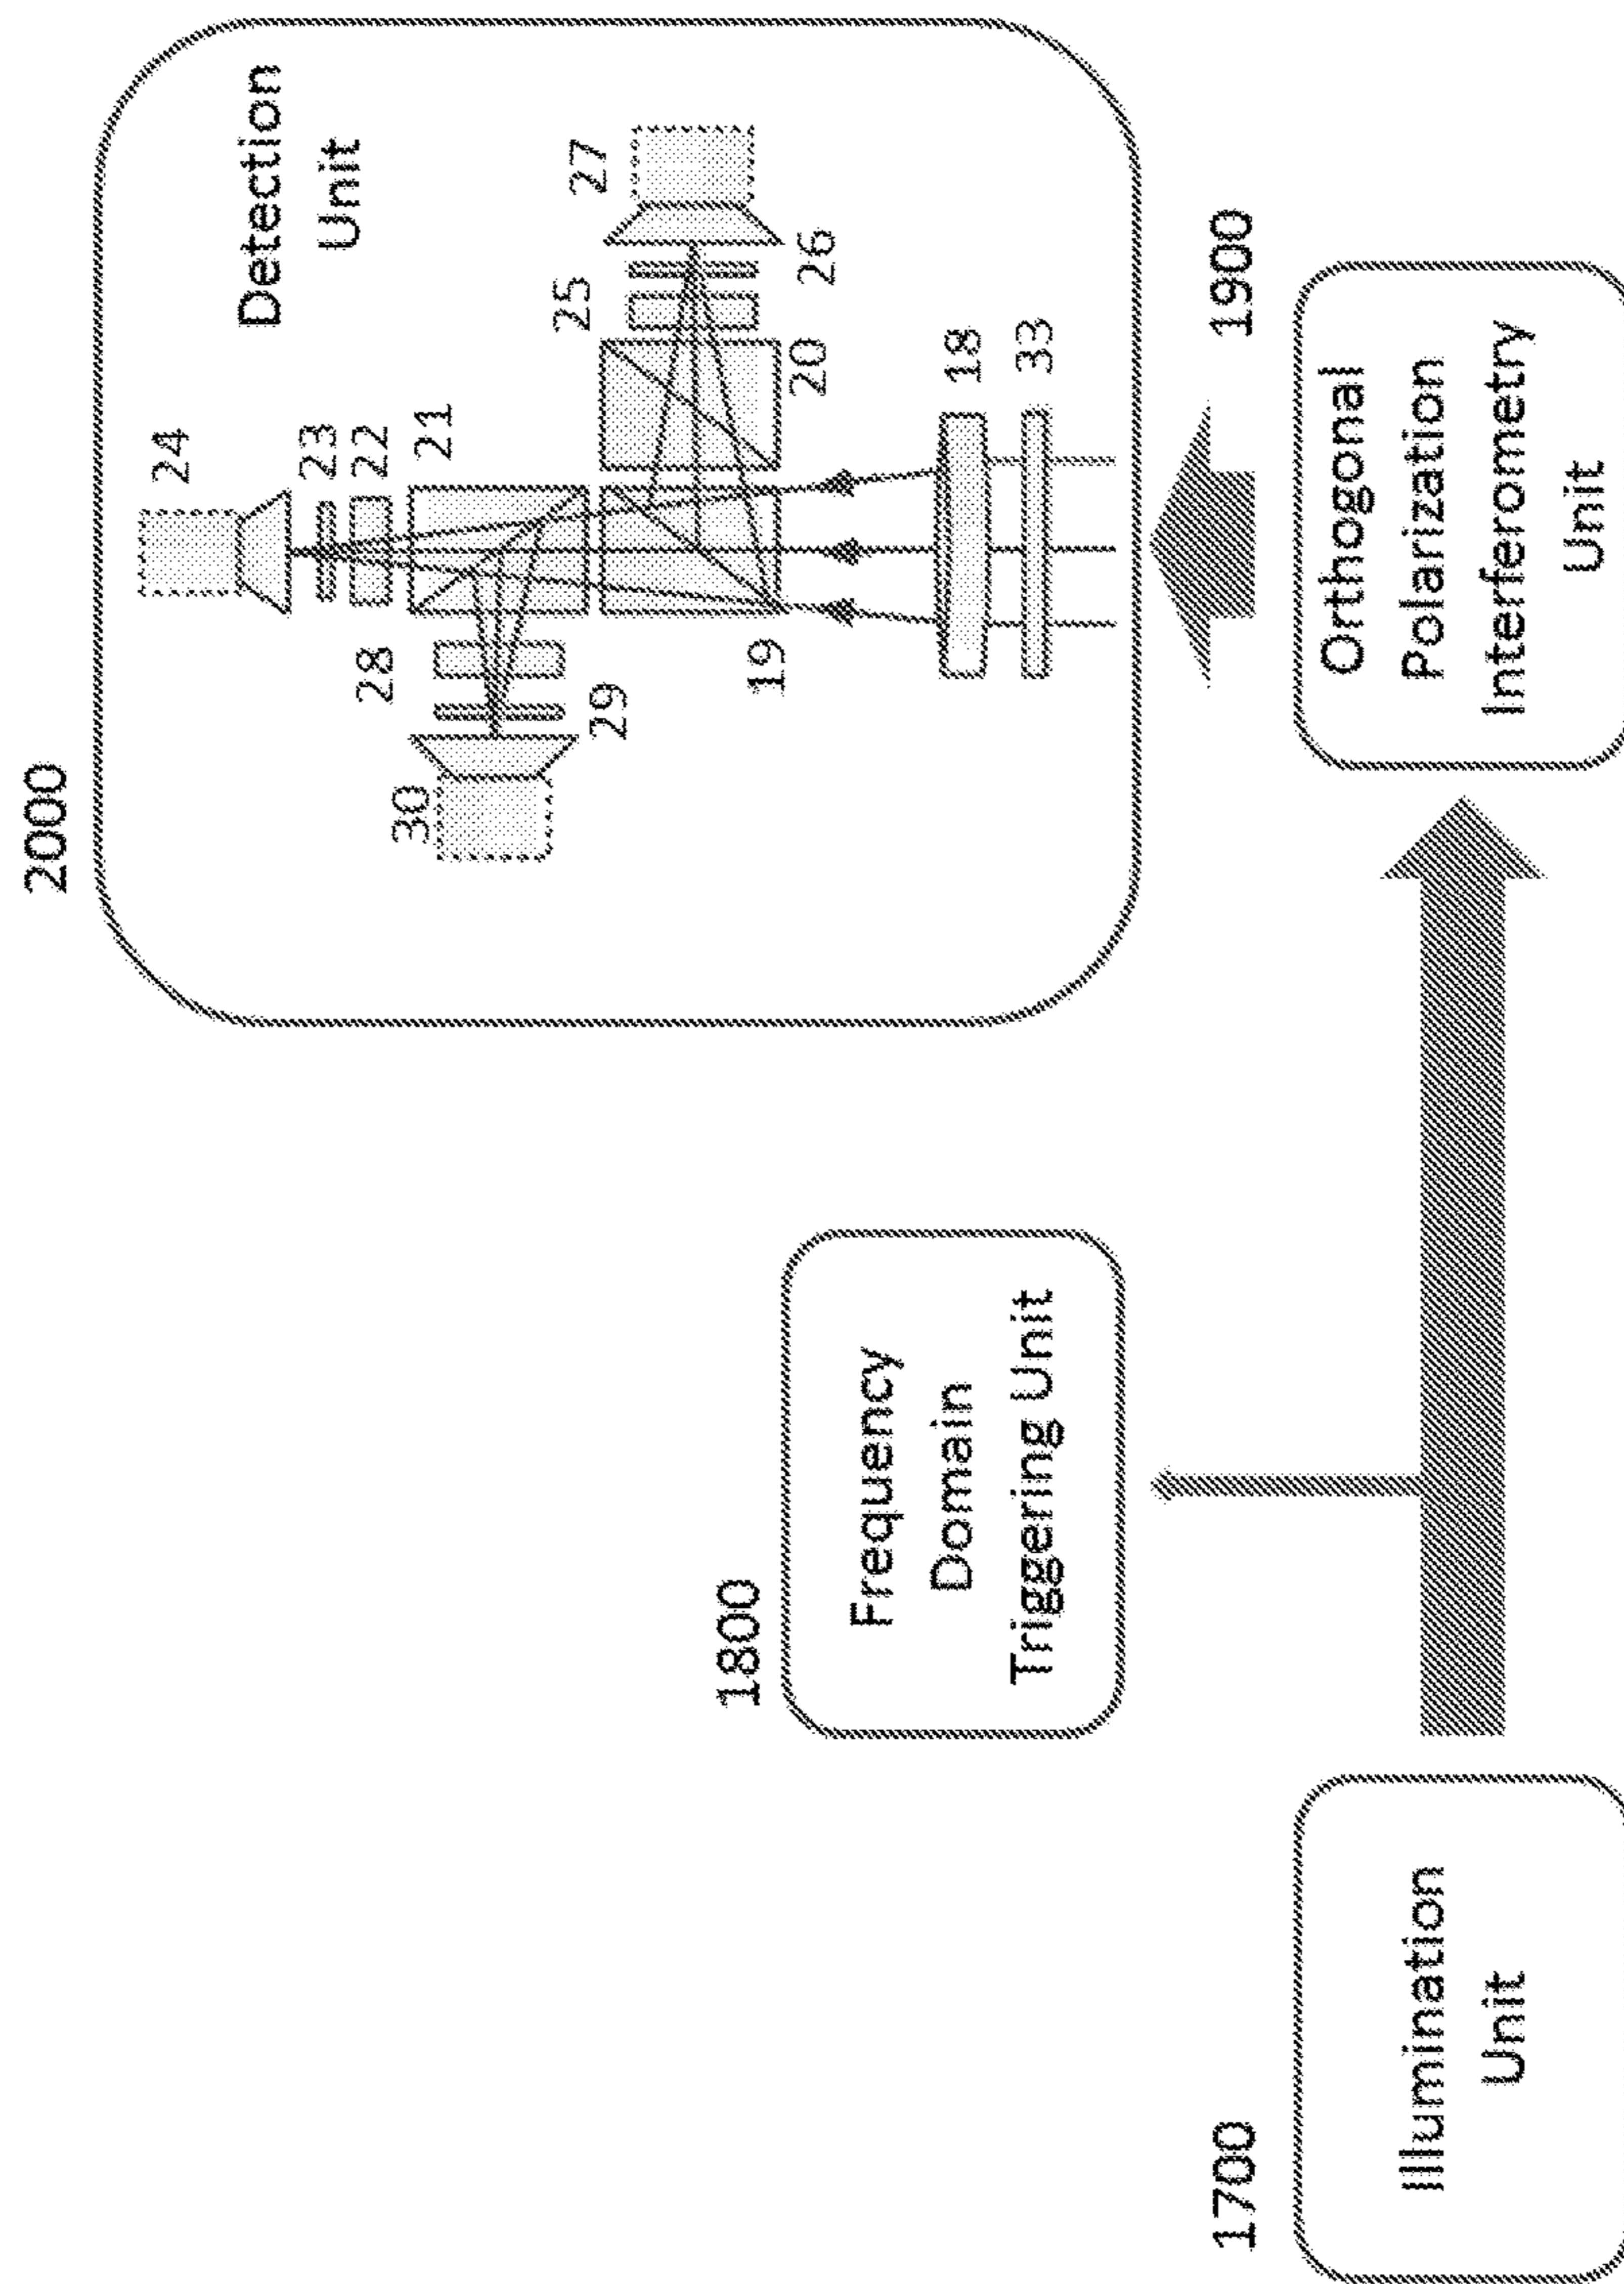 2000
Detection
Unit
24
23
22
21
28
29
30
25
27
26
20
19
18
33
1800
Frequency
Domain
Triggering Unit
1700
Illumination
Unit
1900
Orthogonal
Polarization
Interferometry
Unit